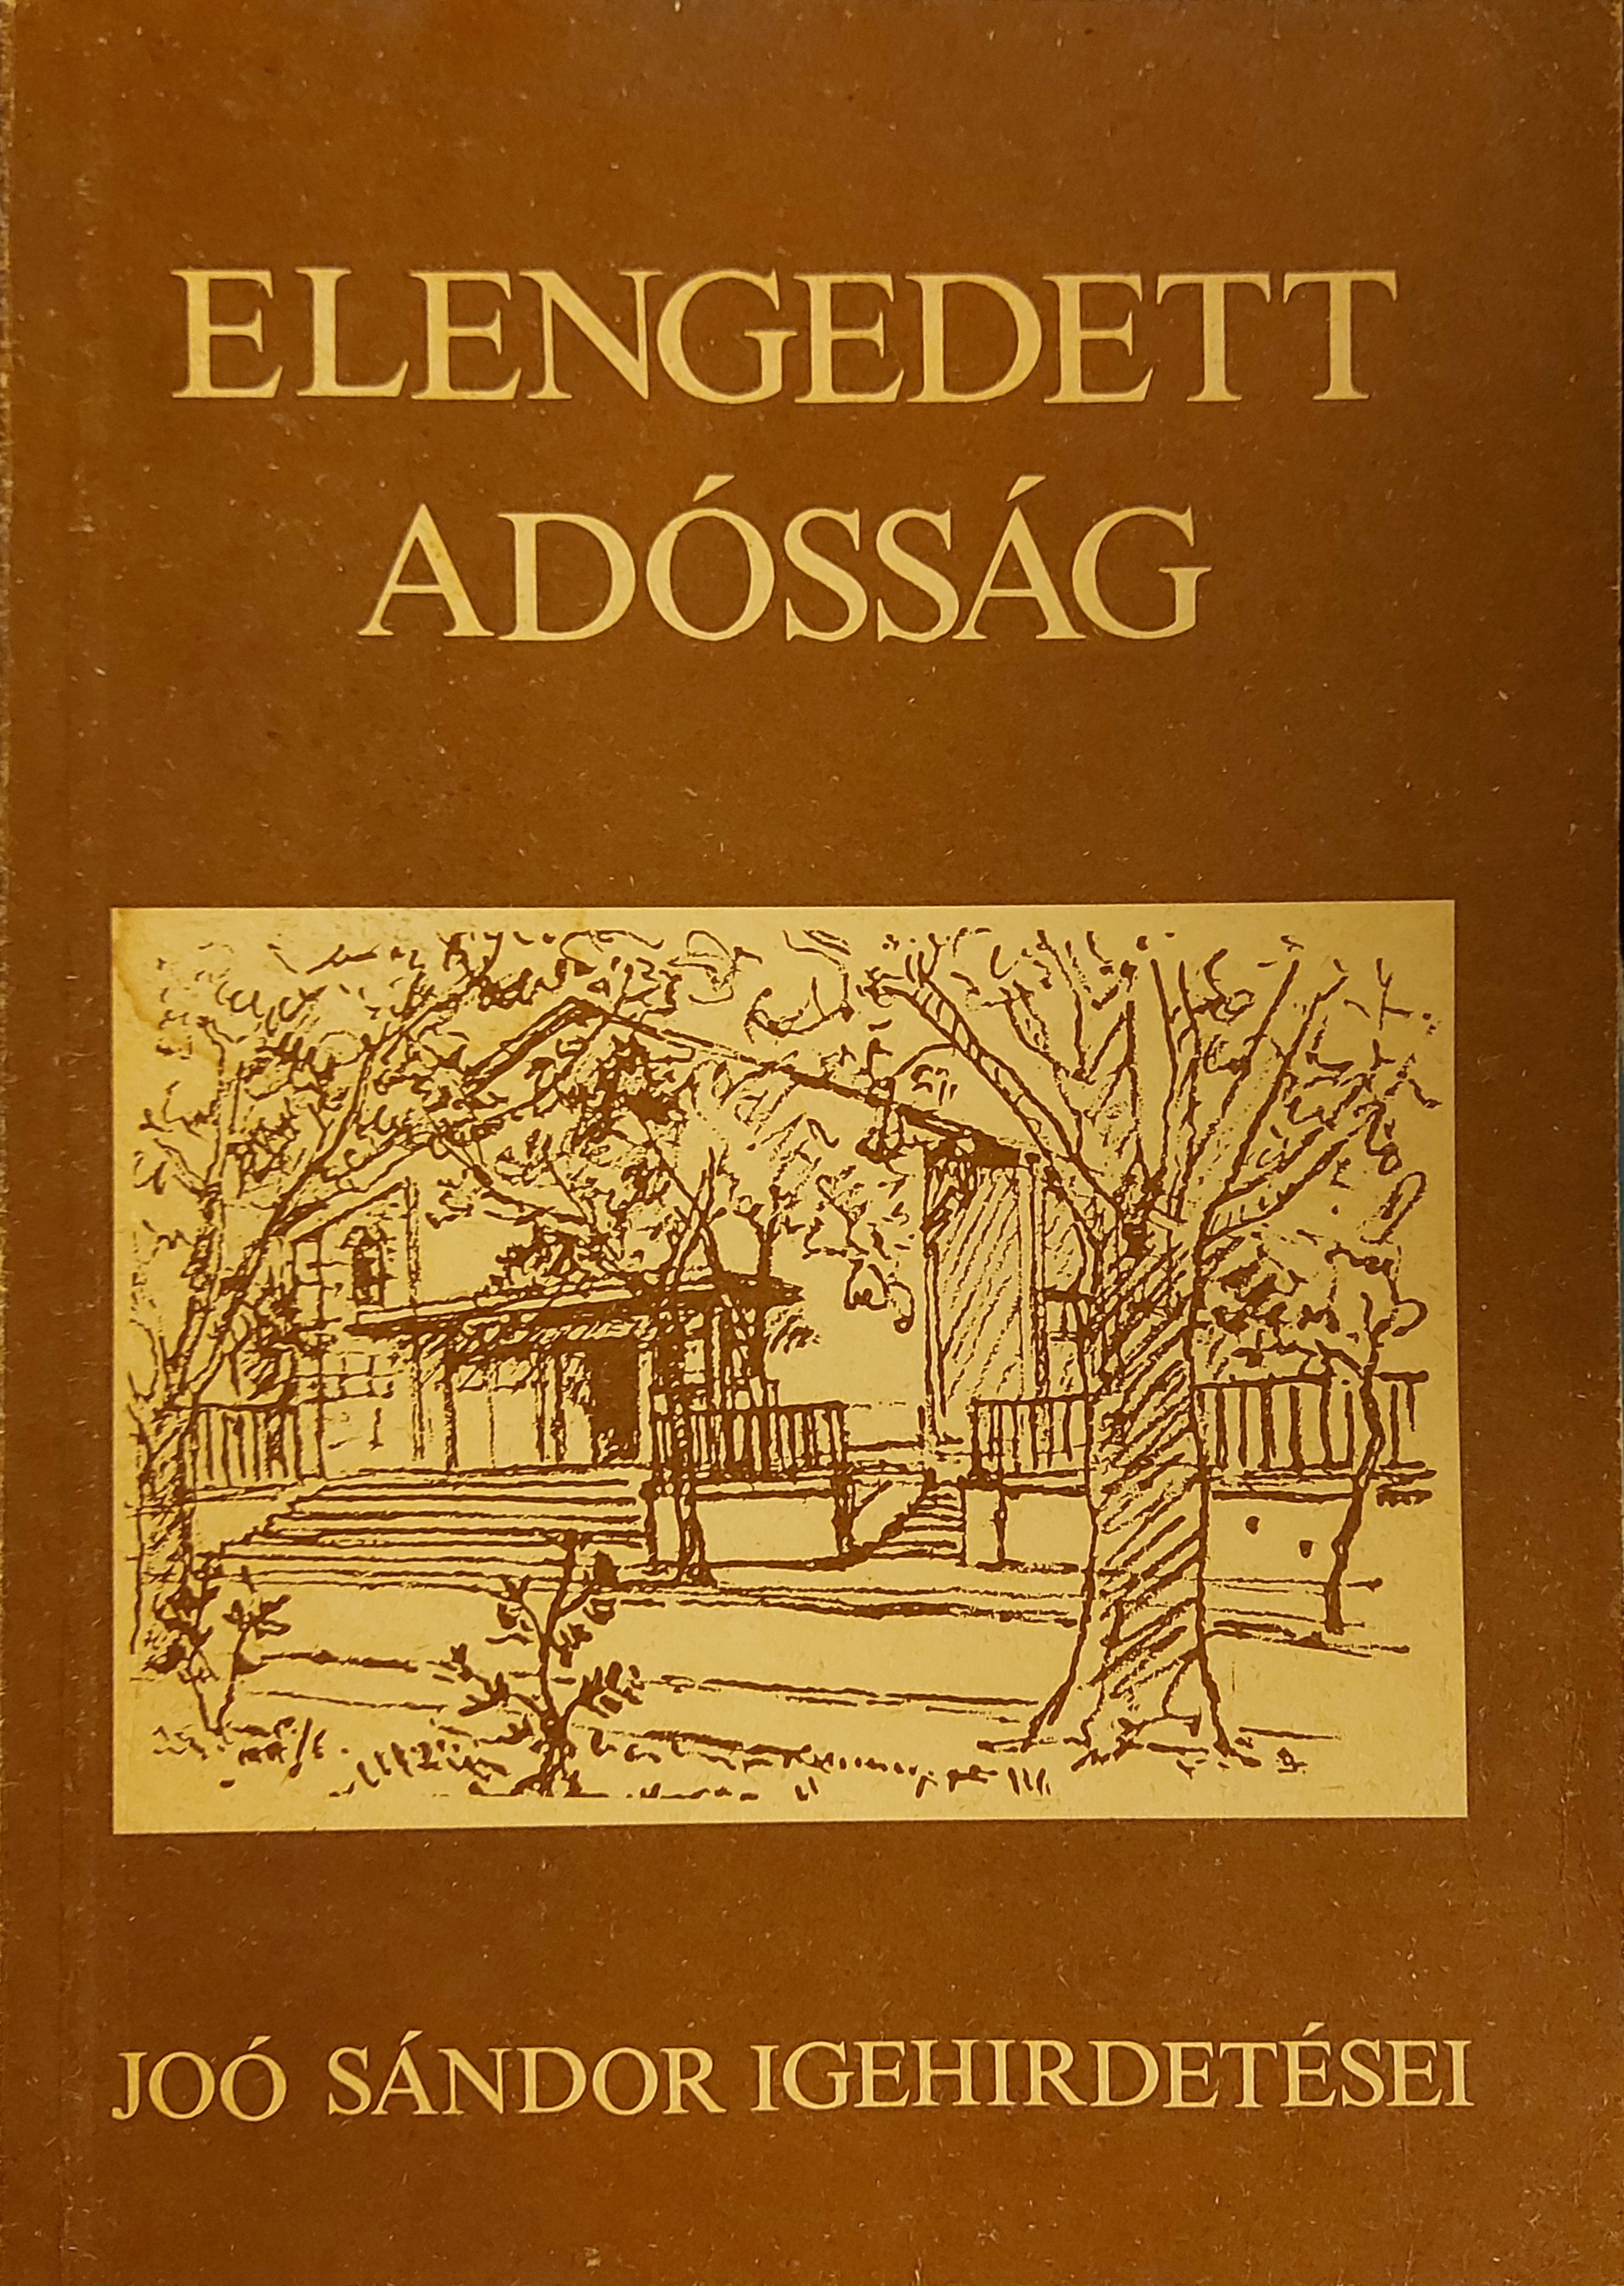 ELENGEDETT
ADÓSSÁG
JOÓ SÁNDOR IGEHIRDETÉSEI